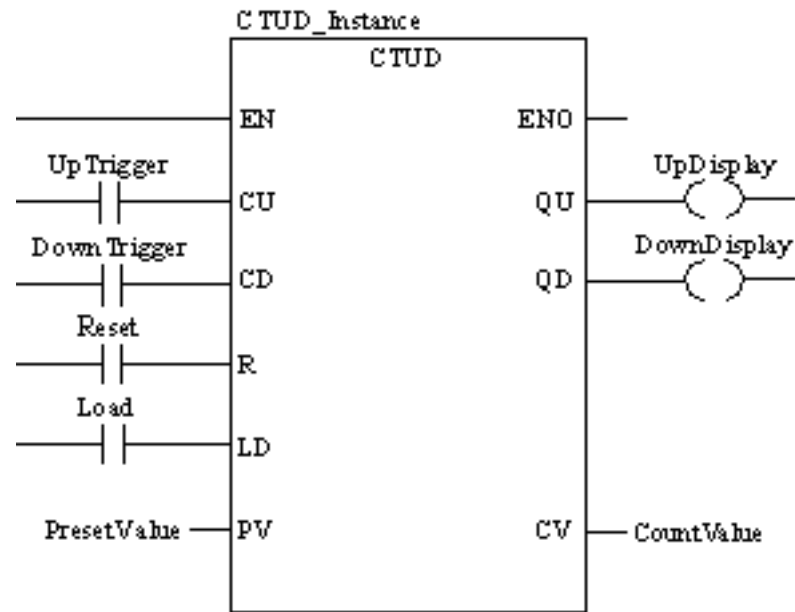 CTUD_Instance
CTUD
EN ENO
UpTrigger UpDisplay
CU QU
DownTrigger DownDisplay
CD QD
Reset
R
Load
LD
PresetValue PV CV CountValue